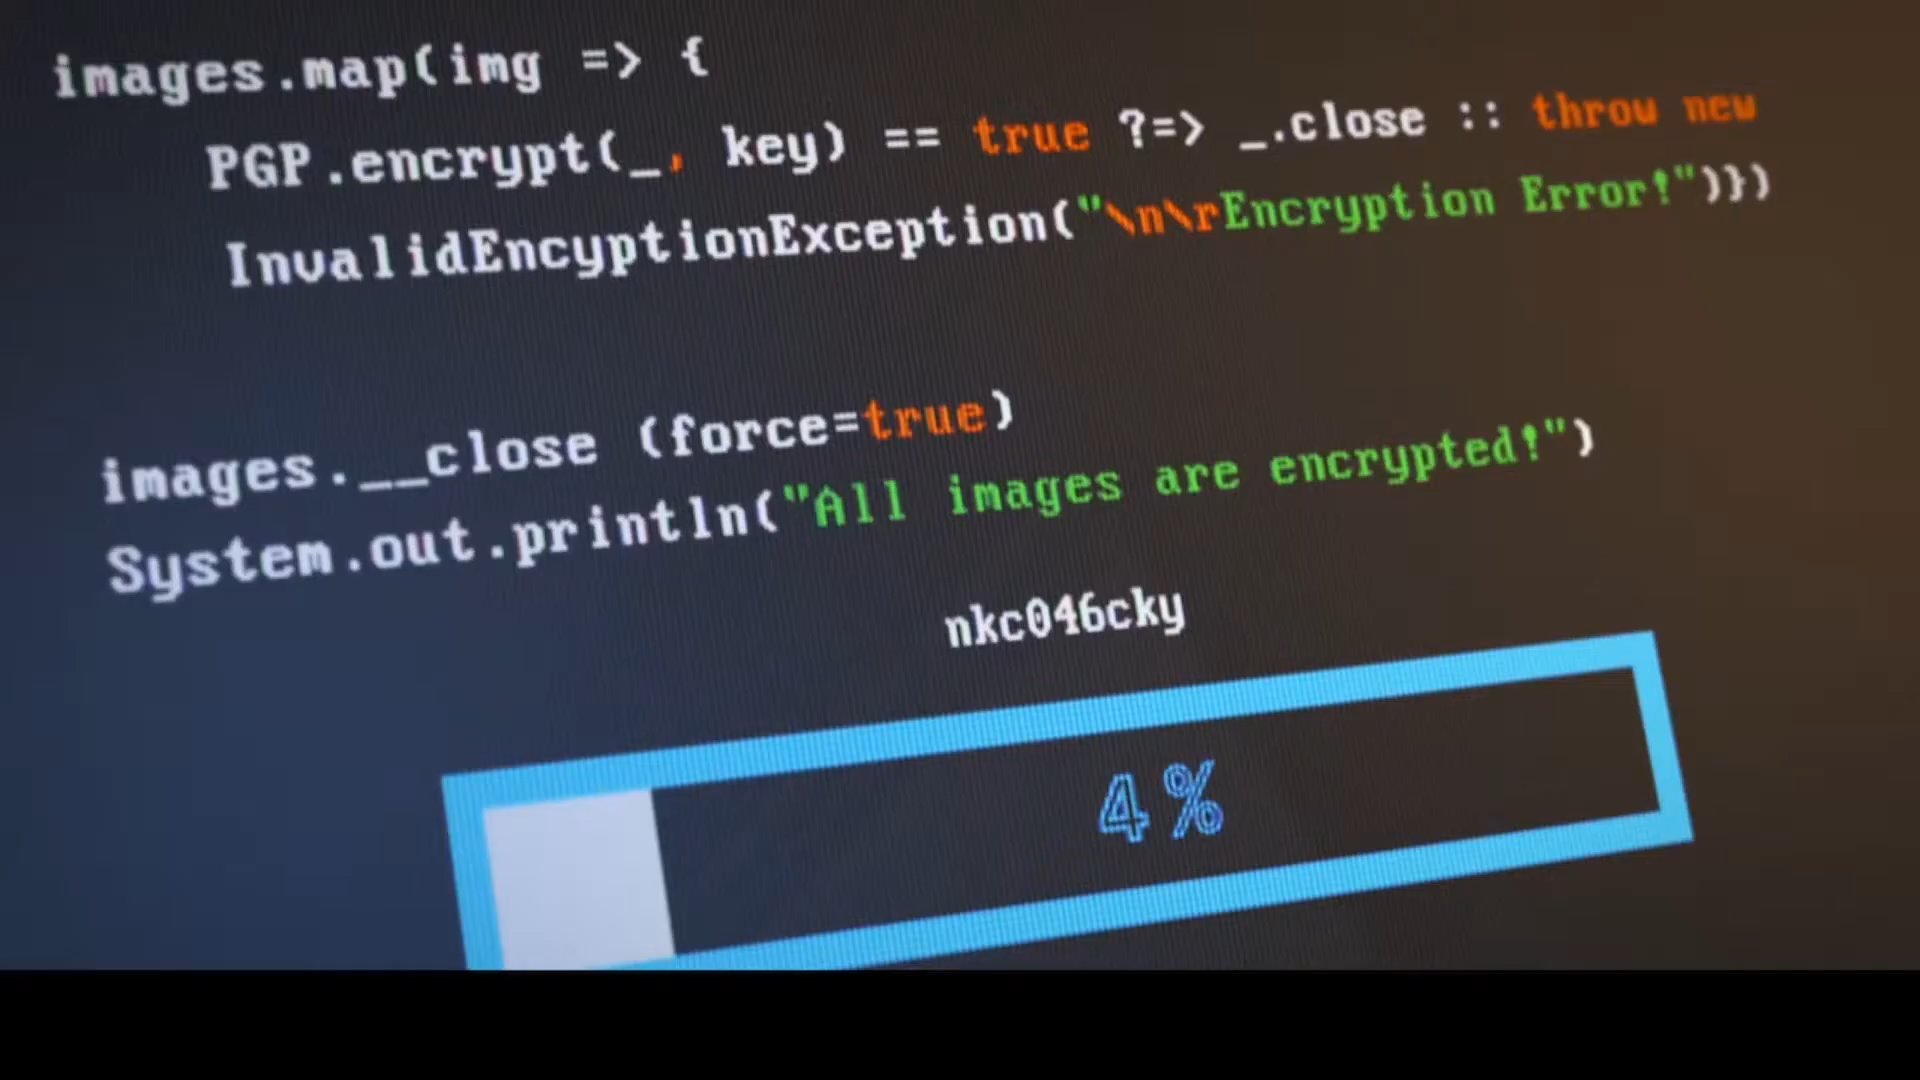 images.map(img => {
PGP.encrypt(_, key) == true ?=> _.close :: throw new
InvalidEncyptionException("\n\rEncryption Error!")})
images.__close (force=true)
System.out.println("All images are encrypted!")
nkc046cky
4%